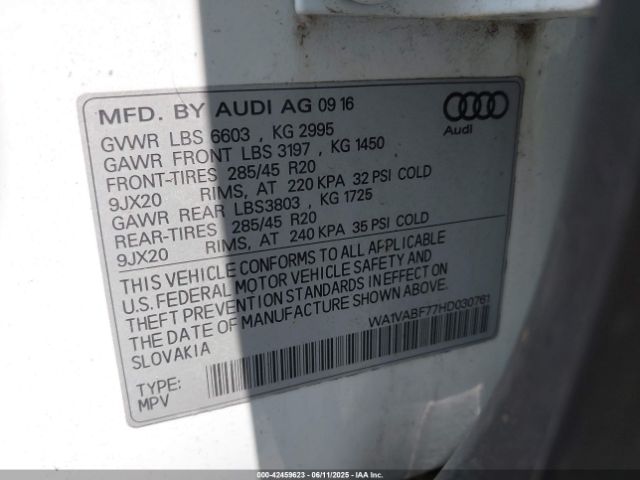 MFD. BY AUDI AG 09 16
GVWR LBS 6603 , KG 2995
GAWR FRONT LBS 3197 , KG 1450
FRONT-TIRES 285/45 R20
9JX20 RIMS, AT 220 KPA 32 PSI COLD
GAWR REAR LBS3803 , KG 1725
REAR-TIRES 285/45 R20
9JX20 RIMS, AT 240 KPA 35 PSI COLD
THIS VEHICLE CONFORMS TO ALL APPLICABLE
U.S. FEDERAL MOTOR VEHICLE SAFETY AND
THEFT PREVENTION STANDARDS IN EFFECT ON
THE DATE OF MANUFACTURE SHOWN ABOVE.
SLOVAKIA
WA1VABF77HD030761
TYPE:
MPV
Audi
000-42459623 - 06/11/2025 - IAAI.COM